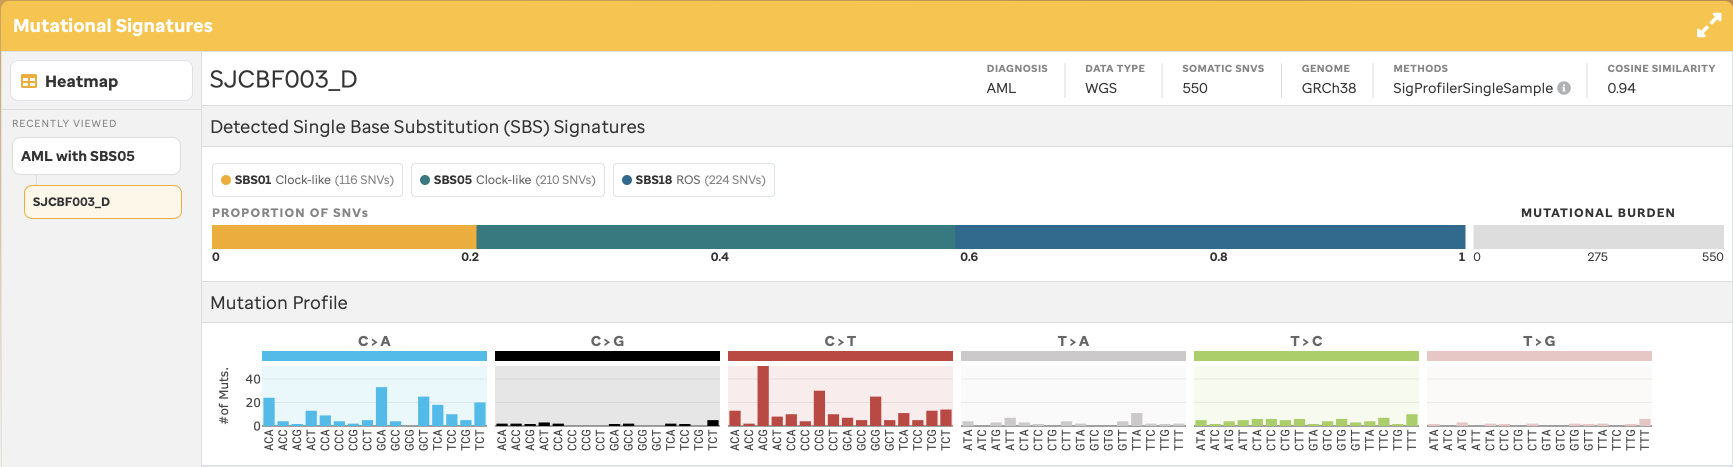 Mutational Signatures
Heatmap
RECENTLY VIEWED
AML with SBS05
SJCBF003_D
SJCBF003_D
DIAGNOSIS
AML
DATA TYPE
WGS
SOMATIC SNVS
550
GENOME
GRCh38
METHODS
SigProfilerSingleSample
COSINE SIMILARITY
0.94
Detected Single Base Substitution (SBS) Signatures
SBS01 Clock-like (116 SNVs)
SBS05 Clock-like (210 SNVs)
SBS18 ROS (224 SNVs)
PROPORTION OF SNVs
0 0.2 0.4 0.6 0.8 1
MUTATIONAL BURDEN
0 275 550
Mutation Profile
C > A C > G C > T T > A T > C T > G
#of Muts.
40
20
0
ACA ACC ACG ACT CCA CCC CCG CCT GCA GCC GCG GCT TCA TCC TCG TCT
ACA ACC ACG ACT CCA CCC CCG CCT GCA GCC GCG GCT TCA TCC TCG TCT
ACA ACC ACG ACT CCA CCC CCG CCT GCA GCC GCG GCT TCA TCC TCG TCT
ATA ATC ATG ATT CTA CTC CTG CTT GTA GTC GTG GTT TTA TTC TTG TTT
ATA ATC ATG ATT CTA CTC CTG CTT GTA GTC GTG GTT TTA TTC TTG TTT
ATA ATC ATG ATT CTA CTC CTG CTT GTA GTC GTG GTT TTA TTC TTG TTT